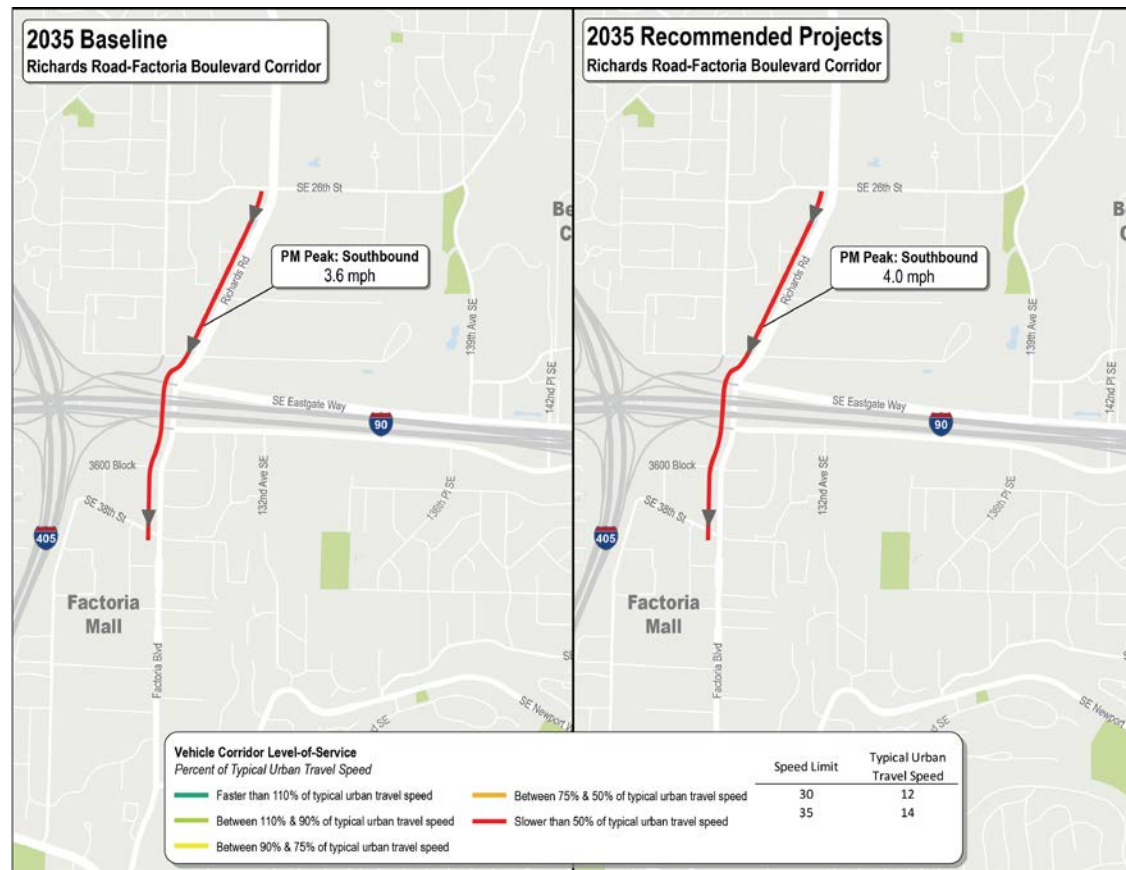 2035 Baseline
Richards Road-Factoria Boulevard Corridor
SE 26th St
Be
C
PM Peak: Southbound
3.6 mph
Richards Rd
139th Ave SE
142nd Pl SE
SE Eastgate Way
90
3600 Block
SE 38th St
132nd Ave SE
136th Pl SE
405
Factoria
Mall
Factoria Blvd
SE
SE Newport W
2035 Recommended Projects
Richards Road-Factoria Boulevard Corridor
SE 26th St
B
C
PM Peak: Southbound
4.0 mph
Richards Rd
139th Ave SE
142nd Pl SE
SE Eastgate Way
90
3600 Block
SE 38th St
132nd Ave SE
136th Pl SE
405
Factoria
Mall
Factoria Blvd
SE
SE Newport
Vehicle Corridor Level-of-Service
Percent of Typical Urban Travel Speed
Faster than 110% of typical urban travel speed
Between 110% & 90% of typical urban travel speed
Between 90% & 75% of typical urban travel speed
Between 75% & 50% of typical urban travel speed
Slower than 50% of typical urban travel speed
Speed Limit Typical Urban
Travel Speed
30 12
35 14